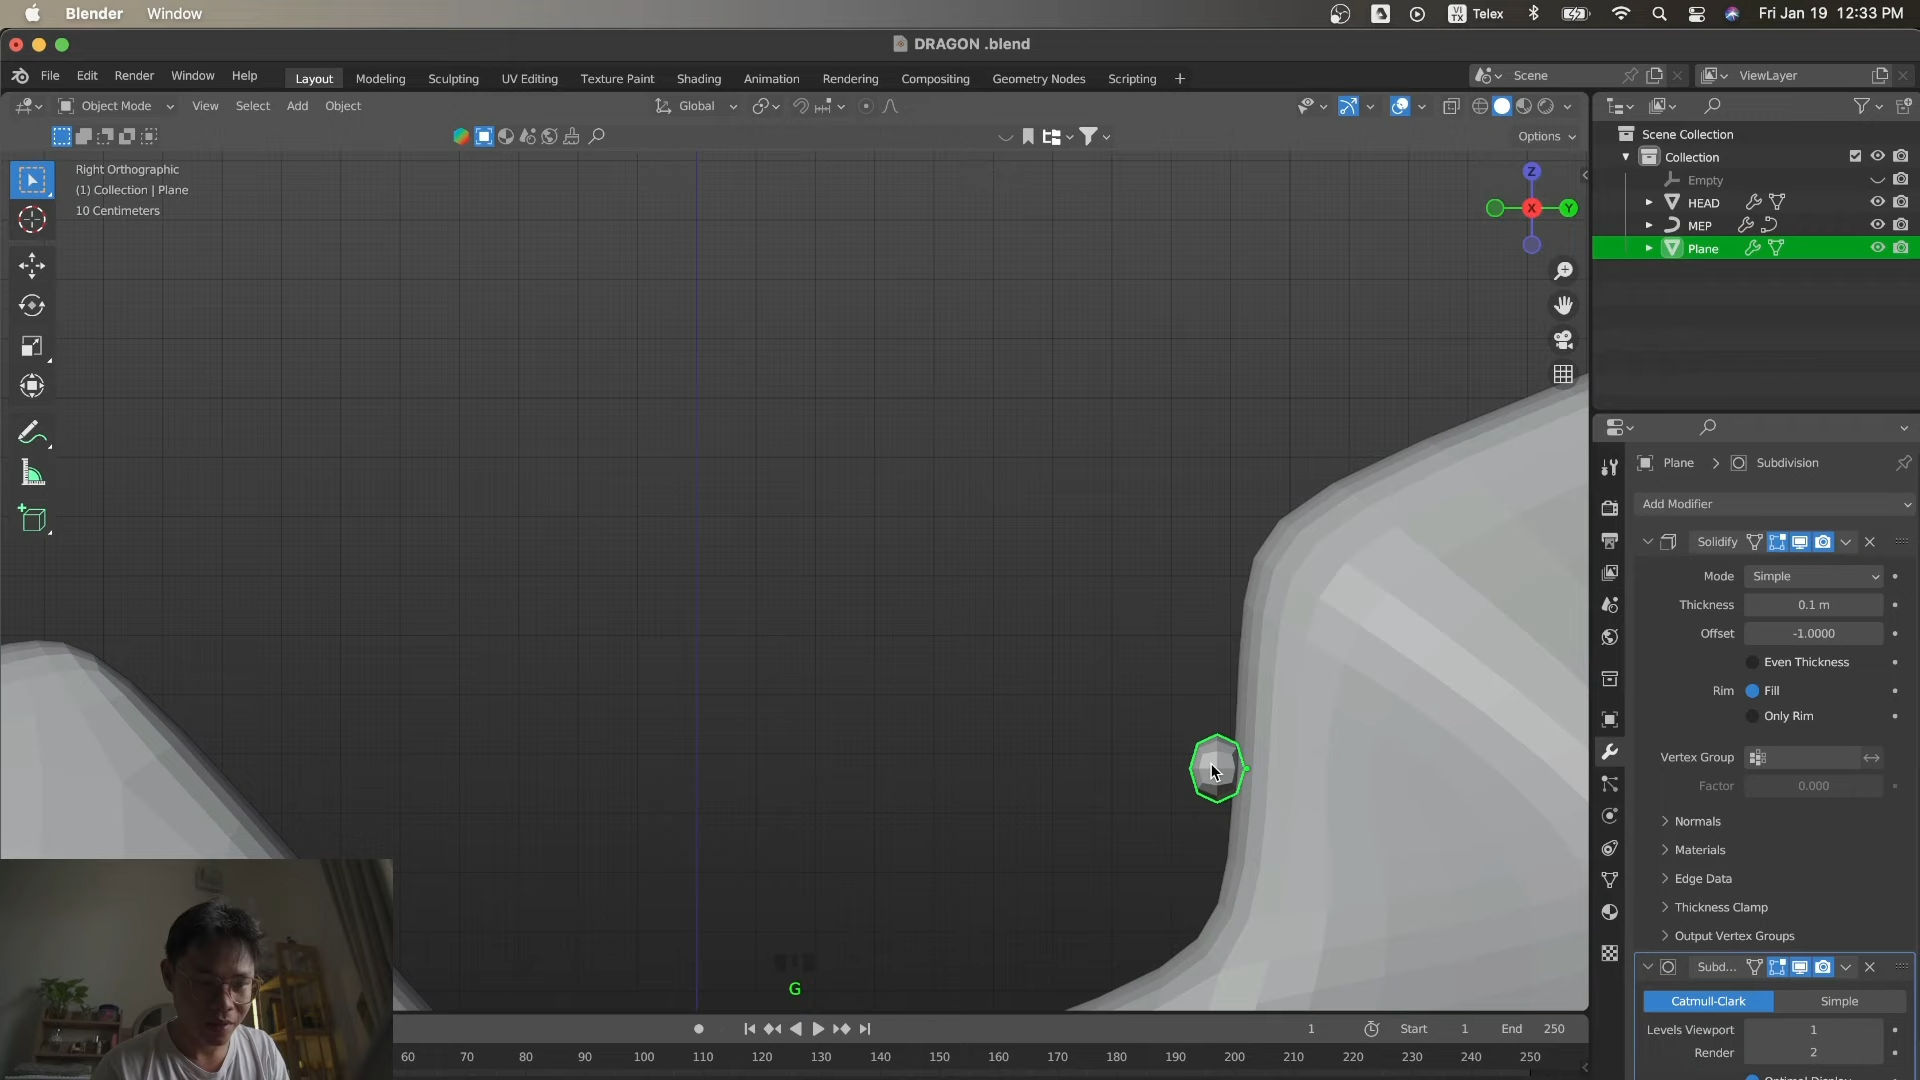 Blender Window Telex Fri Jan 19 12:33 PM
DRAGON .blend
File Edit Render Window Help Layout Modeling Sculpting UV Editing Texture Paint Shading Animation Rendering Compositing Geometry Nodes Scripting Scene ViewLayer
Object Mode View Select Add Object Global
Options
Right Orthographic
(1) Collection | Plane
10 Centimeters
Z
X
Y
G
Scene Collection
Collection
Empty
HEAD
MEP
Plane
Plane > Subdivision
Add Modifier
Solidify
Mode Simple
Thickness 0.1 m
Offset -1.0000
Even Thickness
Rim Fill
Only Rim
Vertex Group
Factor 0.000
Normals
Materials
Edge Data
Thickness Clamp
Output Vertex Groups
Subd...
Catmull-Clark Simple
Levels Viewport 1
Render 2
1 Start 1 End 250
60 70 80 90 100 110 120 130 140 150 160 170 180 190 200 210 220 230 240 250